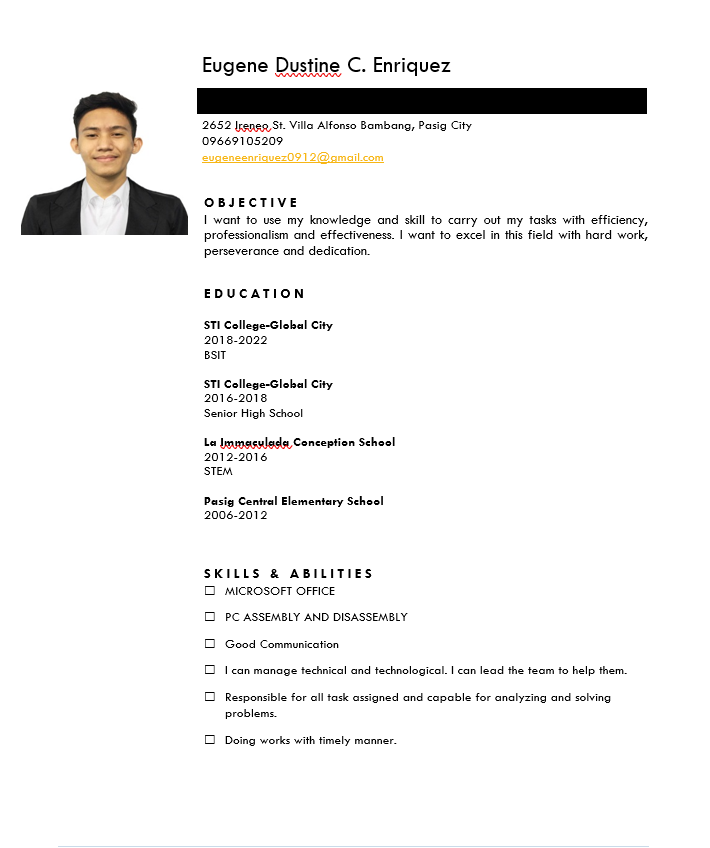 Eugene Dustine C. Enriquez
2652 Ireneo St. Villa Alfonso Bambang, Pasig City
09669105209
eugeneenriquez0912@gmail.com
OBJECTIVE
I want to use my knowledge and skill to carry out my tasks with efficiency,
professionalism and effectiveness. I want to excel in this field with hard work,
perseverance and dedication.
EDUCATION
STI College-Global City
2018-2022
BSIT
STI College-Global City
2016-2018
Senior High School
La Immaculada Conception School
2012-2016
STEM
Pasig Central Elementary School
2006-2012
SKILLS & ABILITIES
☐ MICROSOFT OFFICE
☐ PC ASSEMBLY AND DISASSEMBLY
☐ Good Communication
☐ I can manage technical and technological. I can lead the team to help them.
☐ Responsible for all task assigned and capable for analyzing and solving
problems.
☐ Doing works with timely manner.